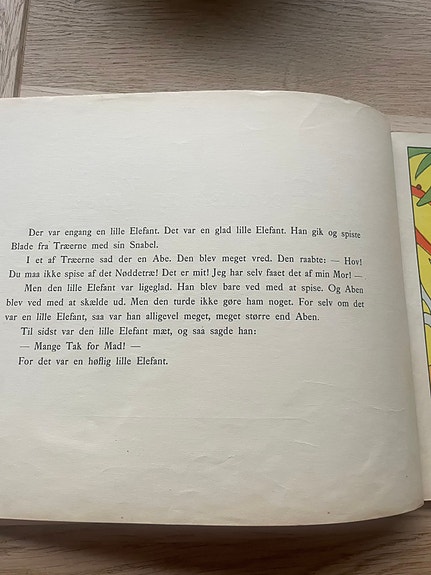 Der var engang en lille Elefant. Det var en glad lille Elefant. Han gik og spiste
Blade fra Træerne med sin Snabel.
I et af Træerne sad der en Abe. Den blev meget vred. Den raabte: — Hov!
Du maa ikke spise af det Nøddetræ! Det er mit! Jeg har selv faaet det af min Mor! —
Men den lille Elefant var ligeglad. Han blev bare ved med at spise. Og Aben
blev ved med at skælde ud. Men den turde ikke gøre ham noget. For selv om det
var en lille Elefant, saa var han alligevel meget, meget større end Aben.
Til sidst var den lille Elefant mæt, og saa sagde han:
— Mange Tak for Mad! —
For det var en høflig lille Elefant.